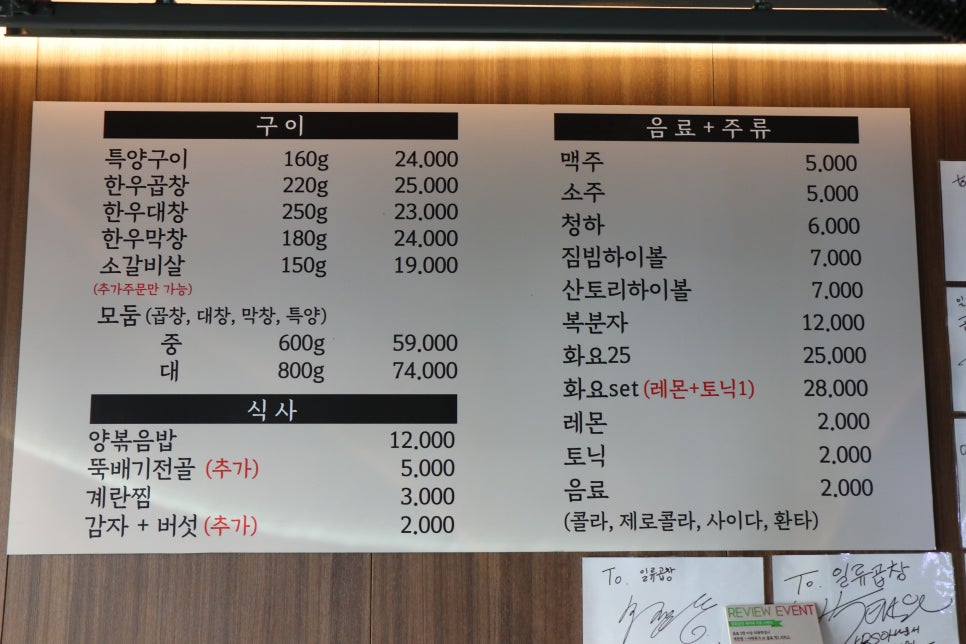 구이
특양구이 160g 24.000
한우곱창 220g 25.000
한우대창 250g 23.000
한우막창 180g 24.000
소갈비살 150g 19.000
(추가주문만 가능)
모둠 (곱창, 대창, 막창, 특양)
중 600g 59.000
대 800g 74.000
식사
양볶음밥 12.000
뚝배기전골 (추가) 5.000
계란찜 3.000
감자 + 버섯 (추가) 2.000
음료+주류
맥주 5.000
소주 5.000
청하 6.000
짐빔하이볼 7.000
산토리하이볼 7.000
복분자 12.000
화요25 25.000
화요set (레몬+토닉1) 28.000
레몬 2.000
토닉 2.000
음료 2.000
(콜라, 제로콜라, 사이다, 환타)
To. 일류곱창
To. 일류곱창
REVIEW EVENT